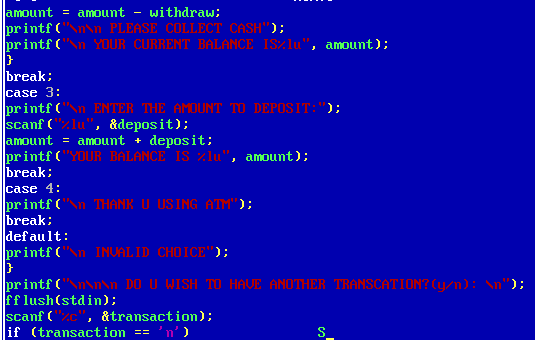 amount = amount - withdraw;
printf("\n\n PLEASE COLLECT CASH");
printf("\n YOUR CURRENT BALANCE IS%lu", amount);
}
break;
case 3:
printf("\n ENTER THE AMOUNT TO DEPOSIT:");
scanf("%lu", &deposit);
amount = amount + deposit;
printf("YOUR BALANCE IS %lu", amount);
break;
case 4:
printf("\n THANK U USING ATM");
break;
default:
printf("\n INVALID CHOICE");
}
printf("\n\n\n DO U WISH TO HAVE ANOTHER TRANSCATION?(y/n): \n");
fflush(stdin);
scanf("%c", &transaction);
if (transaction == 'n') S_